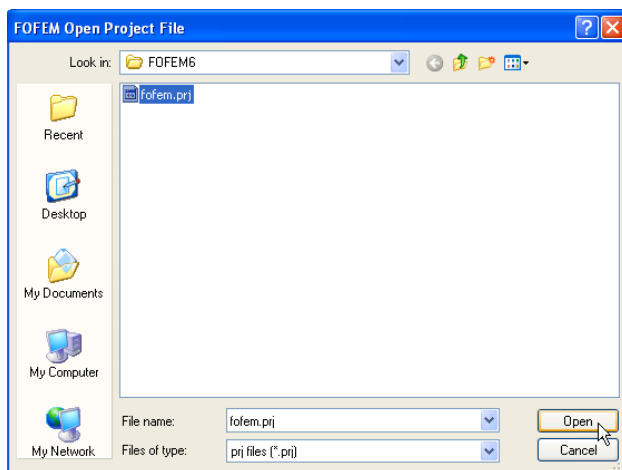 FOFEM Open Project File
Look in: FOFEM6
fofem.prj
Recent
Desktop
My Documents
My Computer
My Network
File name: fofem.prj Open
Files of type: prj files (*.prj) Cancel